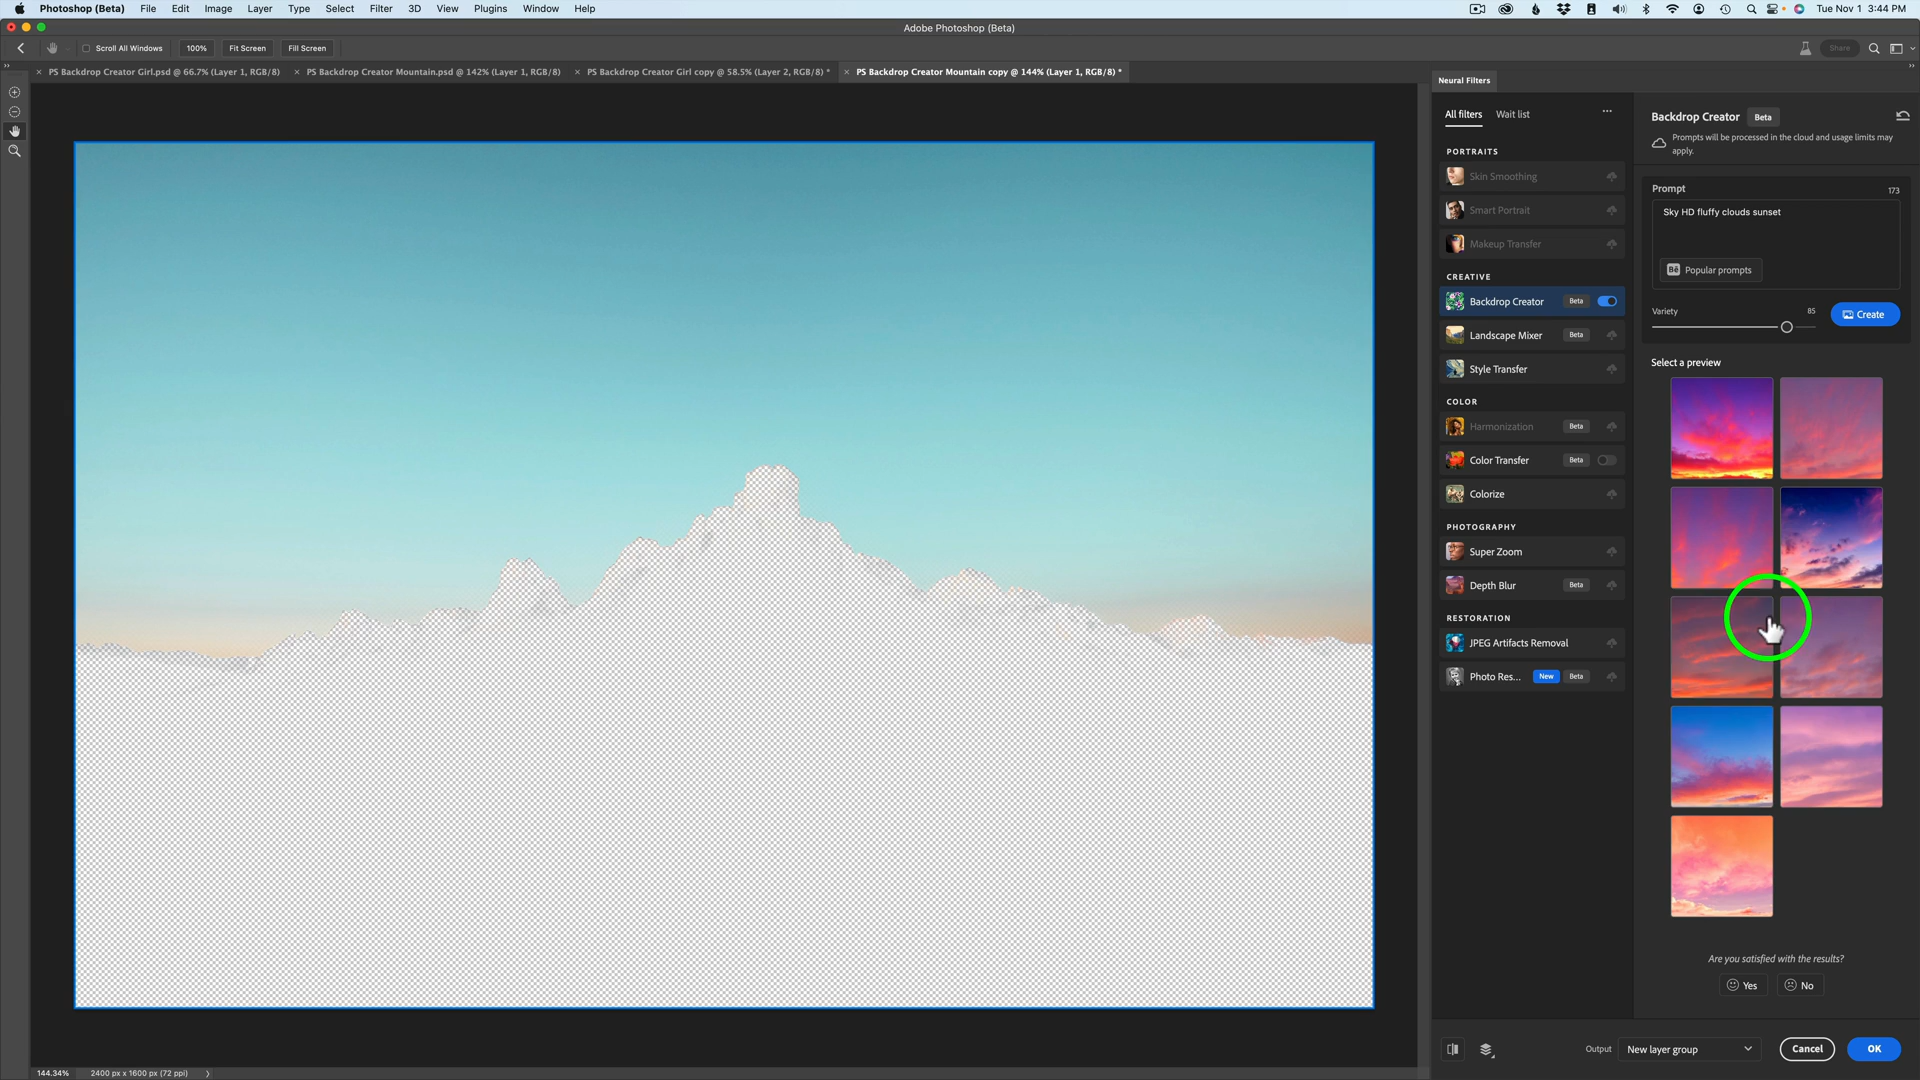 Photoshop (Beta) File Edit Image Layer Type Select Filter 3D View Plugins Window Help
Tue Nov 1 3:44 PM
Adobe Photoshop (Beta)
Scroll All Windows 100% Fit Screen Fill Screen
Share
PS Backdrop Creator Girl.psd @ 66.7% (Layer 1, RGB/8)
PS Backdrop Creator Mountain.psd @ 142% (Layer 1, RGB/8)
PS Backdrop Creator Girl copy @ 58.5% (Layer 2, RGB/8) *
PS Backdrop Creator Mountain copy @ 144% (Layer 1, RGB/8) *
Neural Filters
All filters Wait list
PORTRAITS
Skin Smoothing
Smart Portrait
Makeup Transfer
CREATIVE
Backdrop Creator Beta
Landscape Mixer Beta
Style Transfer
COLOR
Harmonization Beta
Color Transfer Beta
Colorize
PHOTOGRAPHY
Super Zoom
Depth Blur Beta
RESTORATION
JPEG Artifacts Removal
Photo Res... New Beta
Backdrop Creator Beta
Prompts will be processed in the cloud and usage limits may
apply.
Prompt 173
Sky HD fluffy clouds sunset
Bē Popular prompts
Variety 85
Create
Select a preview
Are you satisfied with the results?
Yes No
Output New layer group Cancel OK
144.34% 2400 px x 1600 px (72 ppi)